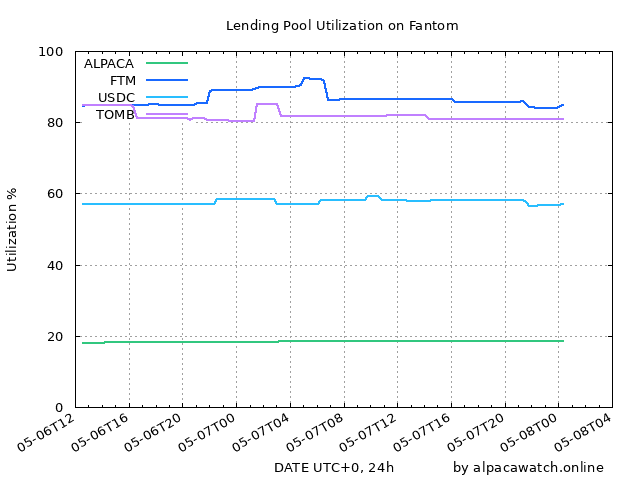 Lending Pool Utilization on Fantom
100
80
60
40
20
0
Utilization %
ALPACA
FTM
USDC
TOMB
05-06T12
05-06T16
05-06T20
05-07T00
05-07T04
05-07T08
05-07T12
05-07T16
05-07T20
05-08T00
05-08T04
DATE UTC+0, 24h
by alpacawatch.online